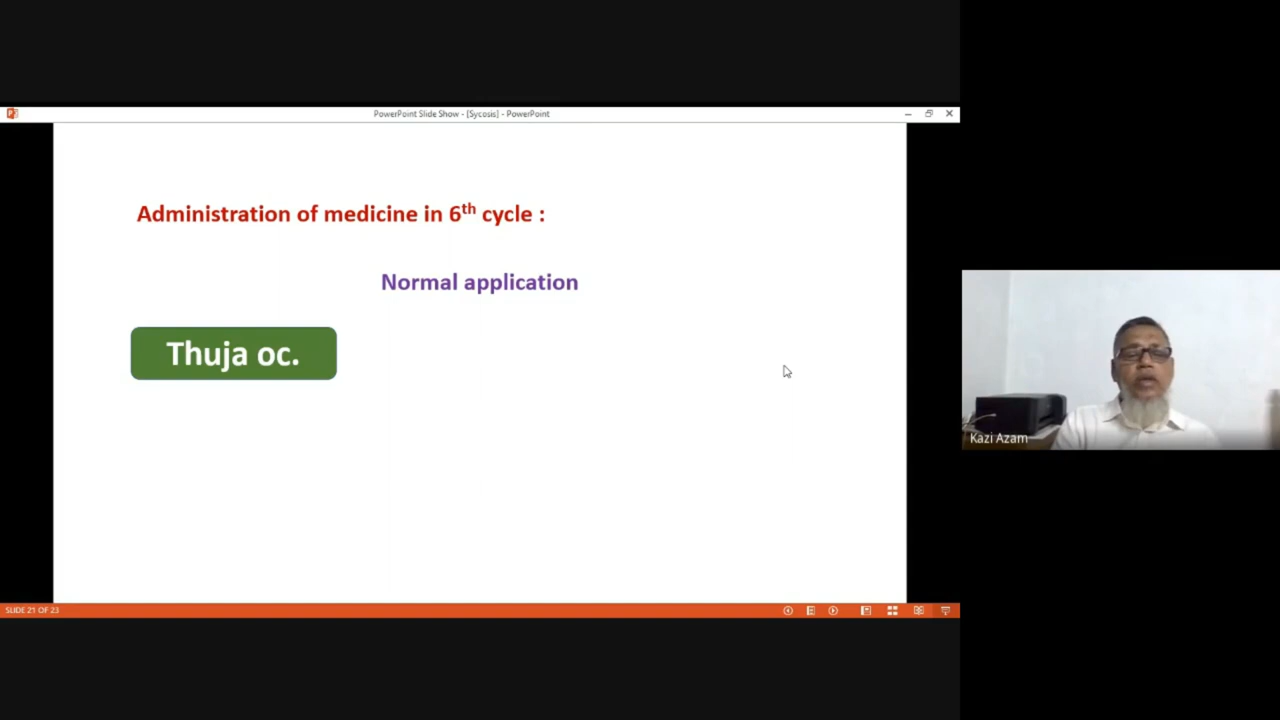 PowerPoint Slide Show - [Sycosis] - PowerPoint
Administration of medicine in 6th cycle :
Normal application
Thuja oc.
Kazi Azam
SLIDE 21 OF 23